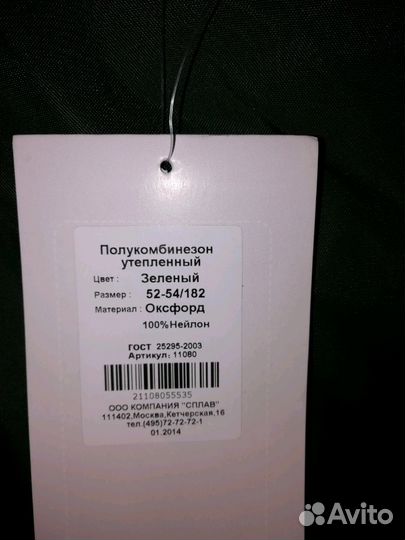 Полукомбинезон
утепленный
Цвет : Зеленый
Размер : 52-54/182
Материал : Оксфорд
100%Нейлон
ГОСТ 25295-2003
Артикул: 11080
21108055535
ООО КОМПАНИЯ "СПЛАВ"
111402,Москва,Кетчерская,16
тел.(495)72-72-72-1
01.2014
Avito